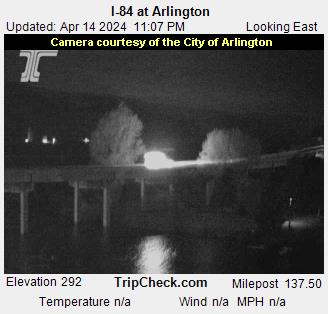 I-84 at Arlington
Updated: Apr 14 2024 11:07 PM Looking East
Camera courtesy of the City of Arlington
Elevation 292 TripCheck.com Milepost 137.50
Temperature n/a Wind n/a MPH n/a